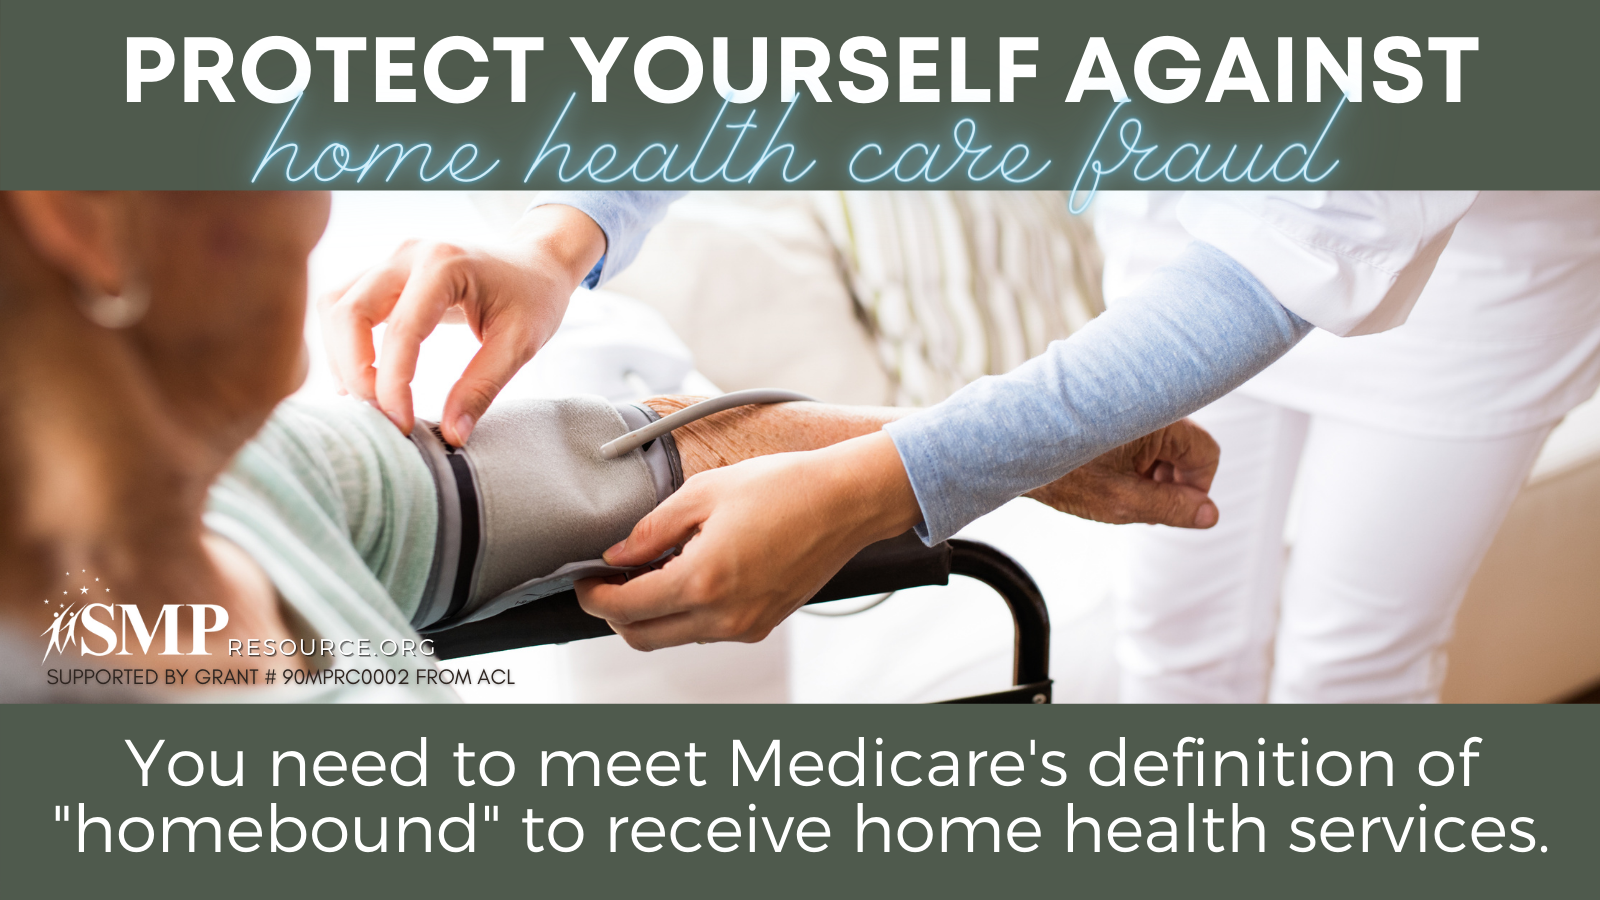 PROTECT YOURSELF AGAINST
home health care fraud
SMP RESOURCE.ORG
SUPPORTED BY GRANT # 90MPRC0002 FROM ACL
You need to meet Medicare's definition of
"homebound" to receive home health services.